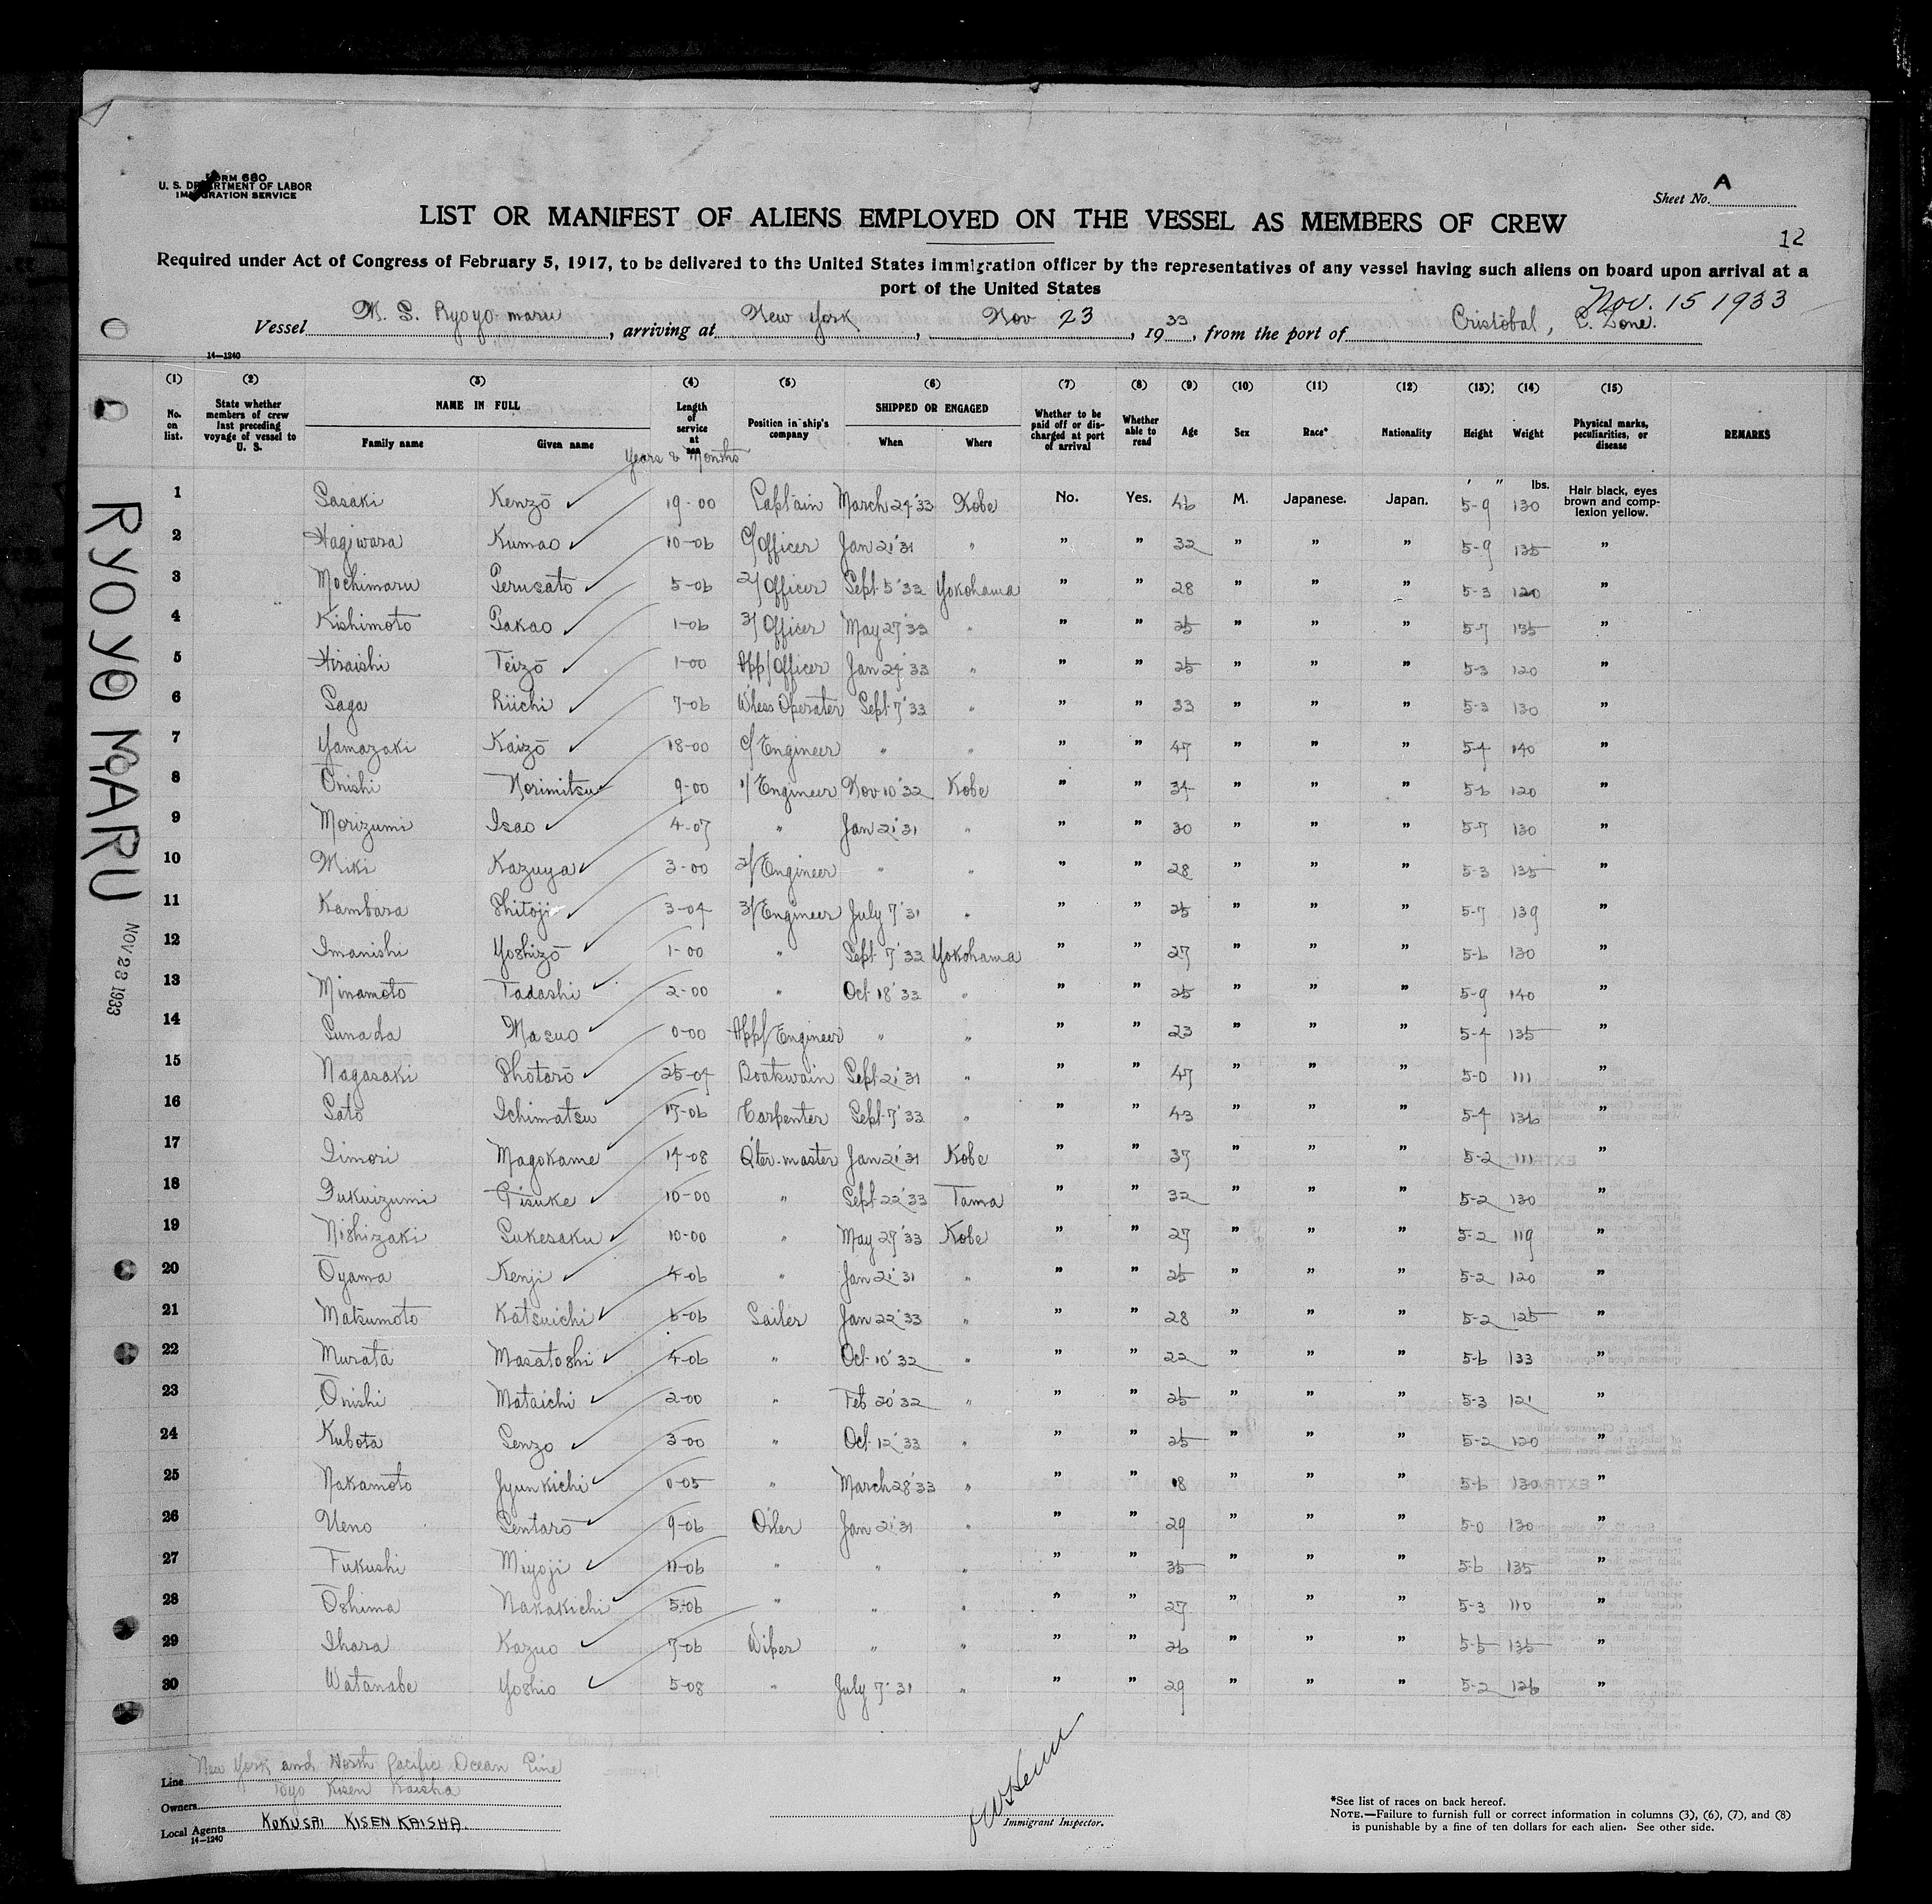 FORM 680
U. S. DEPARTMENT OF LABOR
IMMIGRATION SERVICE
Sheet No. A
LIST OR MANIFEST OF ALIENS EMPLOYED ON THE VESSEL AS MEMBERS OF CREW
12
Required under Act of Congress of February 5, 1917, to be delivered to the United States immigration officer by the representatives of any vessel having such aliens on board upon arrival at a
port of the United States
Nov. 15 1933
Vessel M. S. Ryoyo maru, arriving at New York, Nov 23, 1933, from the port of Cristobal, C. Zone.
14—1240
(1) (2) (3) (4) (5) (6) (7) (8) (9) (10) (11) (12) (13) (14) (15)
No. on list. State whether members of crew last preceding voyage of vessel to U. S. NAME IN FULL Family name Given name Length of service at sea Position in ship's company SHIPPED OR ENGAGED When Where Whether to be paid off or discharged at port of arrival Whether able to read Age Sex Race* Nationality Height Weight Physical marks, peculiarities, or disease REMARKS
Years & Months
1 Sasaki Kenzō 19-00 Captain March 24'33 Kobe No. Yes. 46 M. Japanese. Japan. 5-9 130 lbs. Hair black, eyes brown and complexion yellow.
2 Hagiwara Kumao 10-06 C/Officer Jan 21'31 " " " 32 " " " 5-9 135 "
3 Mochimaru Terusato 5-06 2/Officer Sept 5'33 Yokohama " " 28 " " " 5-3 120 "
4 Kishimoto Takao 1-06 3/Officer May 27'33 " " " 25 " " " 5-7 135 "
5 Hiraishi Teizō 1-00 App/Officer Jan 24'33 " " " 25 " " " 5-3 120 "
6 Saga Riichi 7-06 W'less Operater Sept 7'33 " " " 33 " " " 5-3 130 "
7 Yamazaki Kaizō 18-00 C/Engineer " " " " 47 " " " 5-4 140 "
8 Ōnishi Norimitsu 9-00 1/Engineer Nov 10'32 Kobe " " 34 " " " 5-6 120 "
9 Morizumi Isao 4-07 " Jan 21'31 " " " 30 " " " 5-7 130 "
10 Miki Kazuya 3-00 2/Engineer " " " " 28 " " " 5-3 135 "
11 Kambara Shitoji 3-04 3/Engineer July 7'31 " " " 25 " " " 5-7 139 "
12 Imanishi Yoshizō 1-00 " Sept 7'33 Yokohama " " 27 " " " 5-6 130 "
13 Minamoto Tadashi 2-00 " Oct 18'32 " " " 25 " " " 5-9 140 "
14 Sunada Masuo 0-00 App/Engineer " " " " 23 " " " 5-4 135 "
15 Nagasaki Shotarō 25-04 Boatswain Sept 21'31 " " " 47 " " " 5-0 111 "
16 Sato Ichimatsu 17-06 Carpenter Sept 7'33 " " " 43 " " " 5-4 136 "
17 Iimori Magokame 14-08 Q'ter-master Jan 21'31 Kobe " " 37 " " " 5-2 111 "
18 Fukuizumi Tisuke 10-00 " Sept 22'33 Tama " " 32 " " " 5-2 130 "
19 Nishizaki Sukesaku 10-00 " May 27'33 Kobe " " 27 " " " 5-2 119 "
20 Ōyama Kenji 4-06 " Jan 21'31 " " " 25 " " " 5-2 120 "
21 Matsumoto Katsuichi 6-06 Sailer Jan 22'33 " " " 28 " " " 5-2 125 "
22 Murata Masatoshi 4-06 " Oct 10'32 " " " 22 " " " 5-6 133 "
23 Ōnishi Mataichi 2-00 " Feb 20'32 " " " 25 " " " 5-3 121 "
24 Kubota Senzo 3-00 " Oct 12'33 " " " 25 " " " 5-2 120 "
25 Nakamoto Jyunkichi 0-05 " March 28'33 " " " 18 " " " 5-6 130 "
26 Ueno Sentarō 9-06 Oiler Jan 21'31 " " " 29 " " " 5-0 130 "
27 Fukushi Miyoji 11-06 " " " " " 35 " " " 5-6 135 "
28 Ōshima Nakakichi 5-06 " " " " " 27 " " " 5-3 110 "
29 Ihara Kazuo 7-06 Wiper " " " " 26 " " " 5-5 135 "
30 Watanabe Yoshio 5-08 " July 7'31 " " " 29 " " " 5-2 126 "
RYOYO MARU
NOV 23 1933
Line New York and North Pacific Ocean Line
Owners Toyo Kisen Kaisha
Local Agents KOKUSAI KISEN KAISHA.
14—1240
Immigrant Inspector.
*See list of races on back hereof.
NOTE.—Failure to furnish full or correct information in columns (3), (6), (7), and (8)
is punishable by a fine of ten dollars for each alien. See other side.